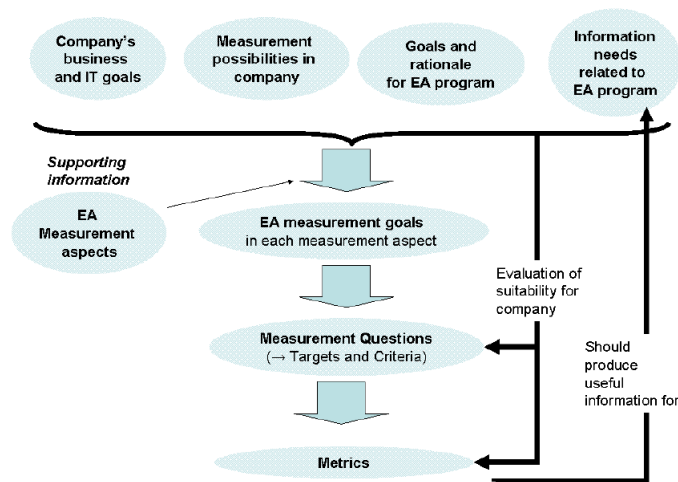 Company's
business
and IT goals
Measurement
possibilities in
company
Goals and
rationale
for EA program
Information
needs
related to
EA program
Supporting
information
EA
Measurement
aspects
EA measurement goals
in each measurement aspect
Evaluation of
suitability for
company
Measurement Questions
(→ Targets and Criteria)
Should
produce
useful
information for
Metrics